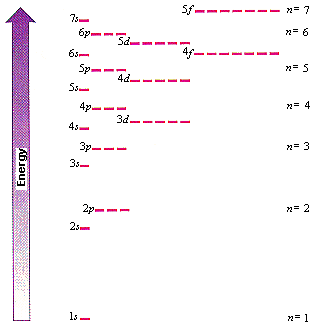 5f n = 7
7s
6p n = 6
5d
6s 4f
5p n = 5
4d
5s
4p n = 4
3d
4s
3p n = 3
3s
2p n = 2
2s
1s n = 1
Energy